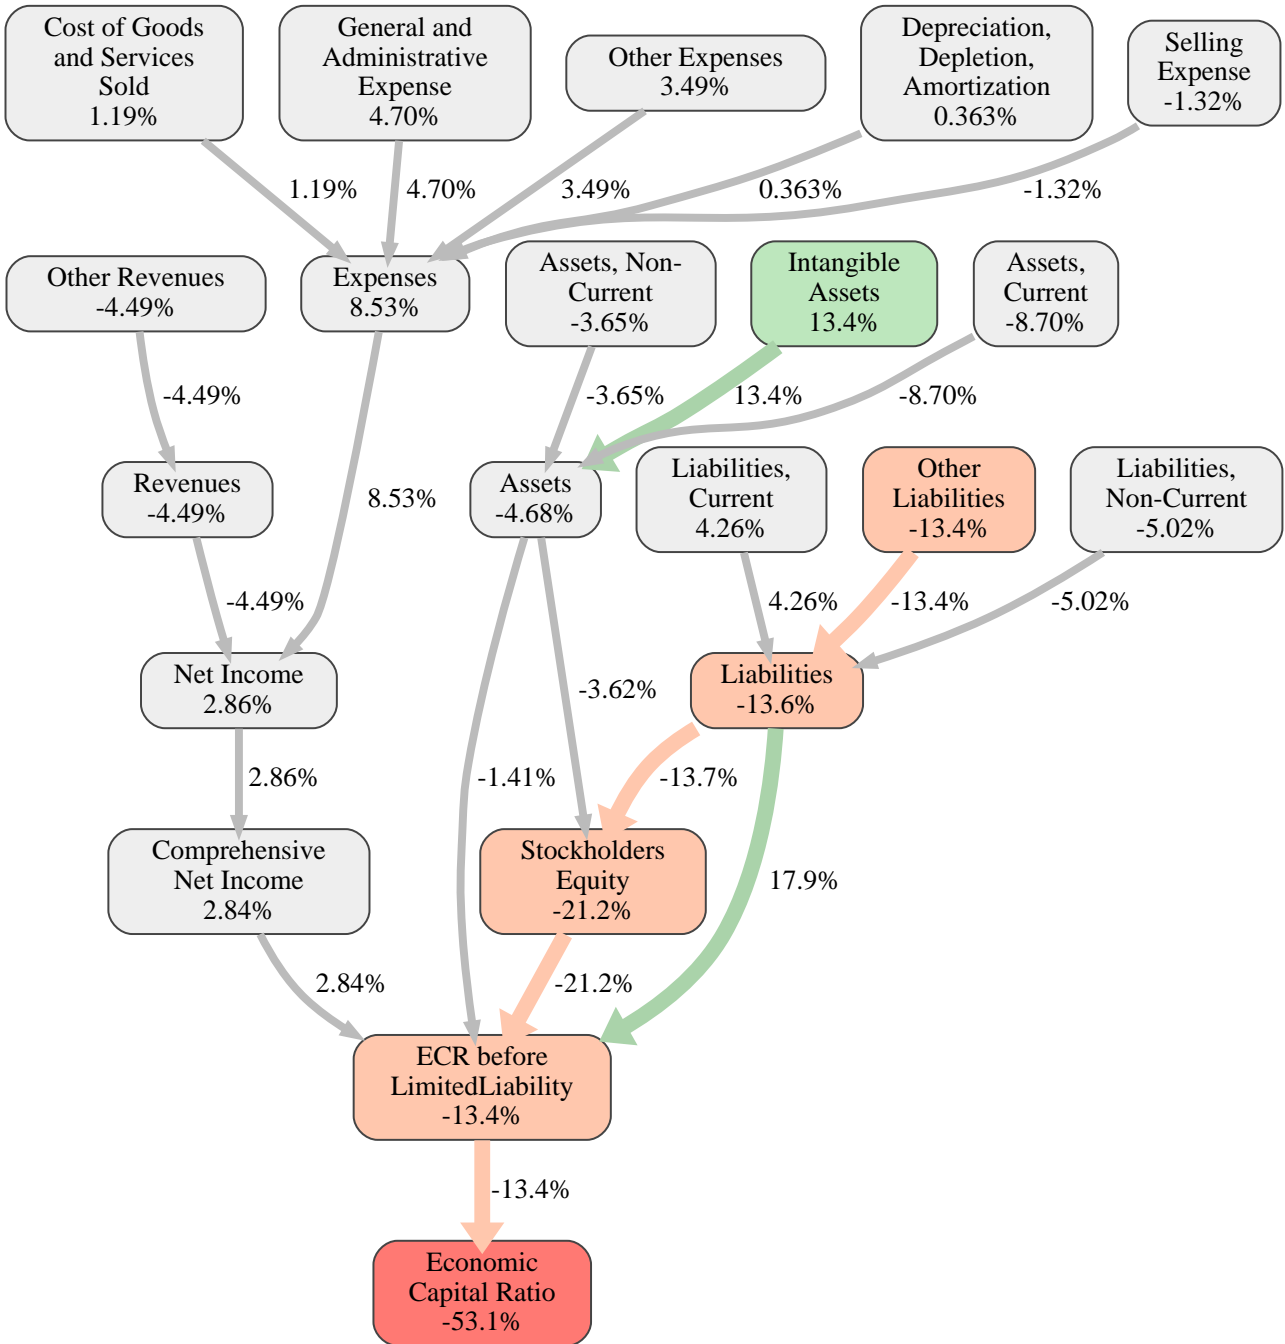 Cost of Goods
and Services
Sold
1.19%
General and
Administrative
Expense
4.70%
Other Expenses
3.49%
Depreciation,
Depletion,
Amortization
0.363%
Selling
Expense
-1.32%
1.19%
4.70%
3.49%
0.363%
-1.32%
Other Revenues
-4.49%
Expenses
8.53%
Assets, Non-
Current
-3.65%
Intangible
Assets
13.4%
Assets,
Current
-8.70%
-4.49%
-3.65%
13.4%
-8.70%
Revenues
-4.49%
8.53%
Assets
-4.68%
Liabilities,
Current
4.26%
Other
Liabilities
-13.4%
Liabilities,
Non-Current
-5.02%
-4.49%
4.26%
-13.4%
-5.02%
Net Income
2.86%
-3.62%
Liabilities
-13.6%
2.86%
-1.41%
-13.7%
Comprehensive
Net Income
2.84%
Stockholders
Equity
-21.2%
17.9%
2.84%
-21.2%
ECR before
LimitedLiability
-13.4%
-13.4%
Economic
Capital Ratio
-53.1%